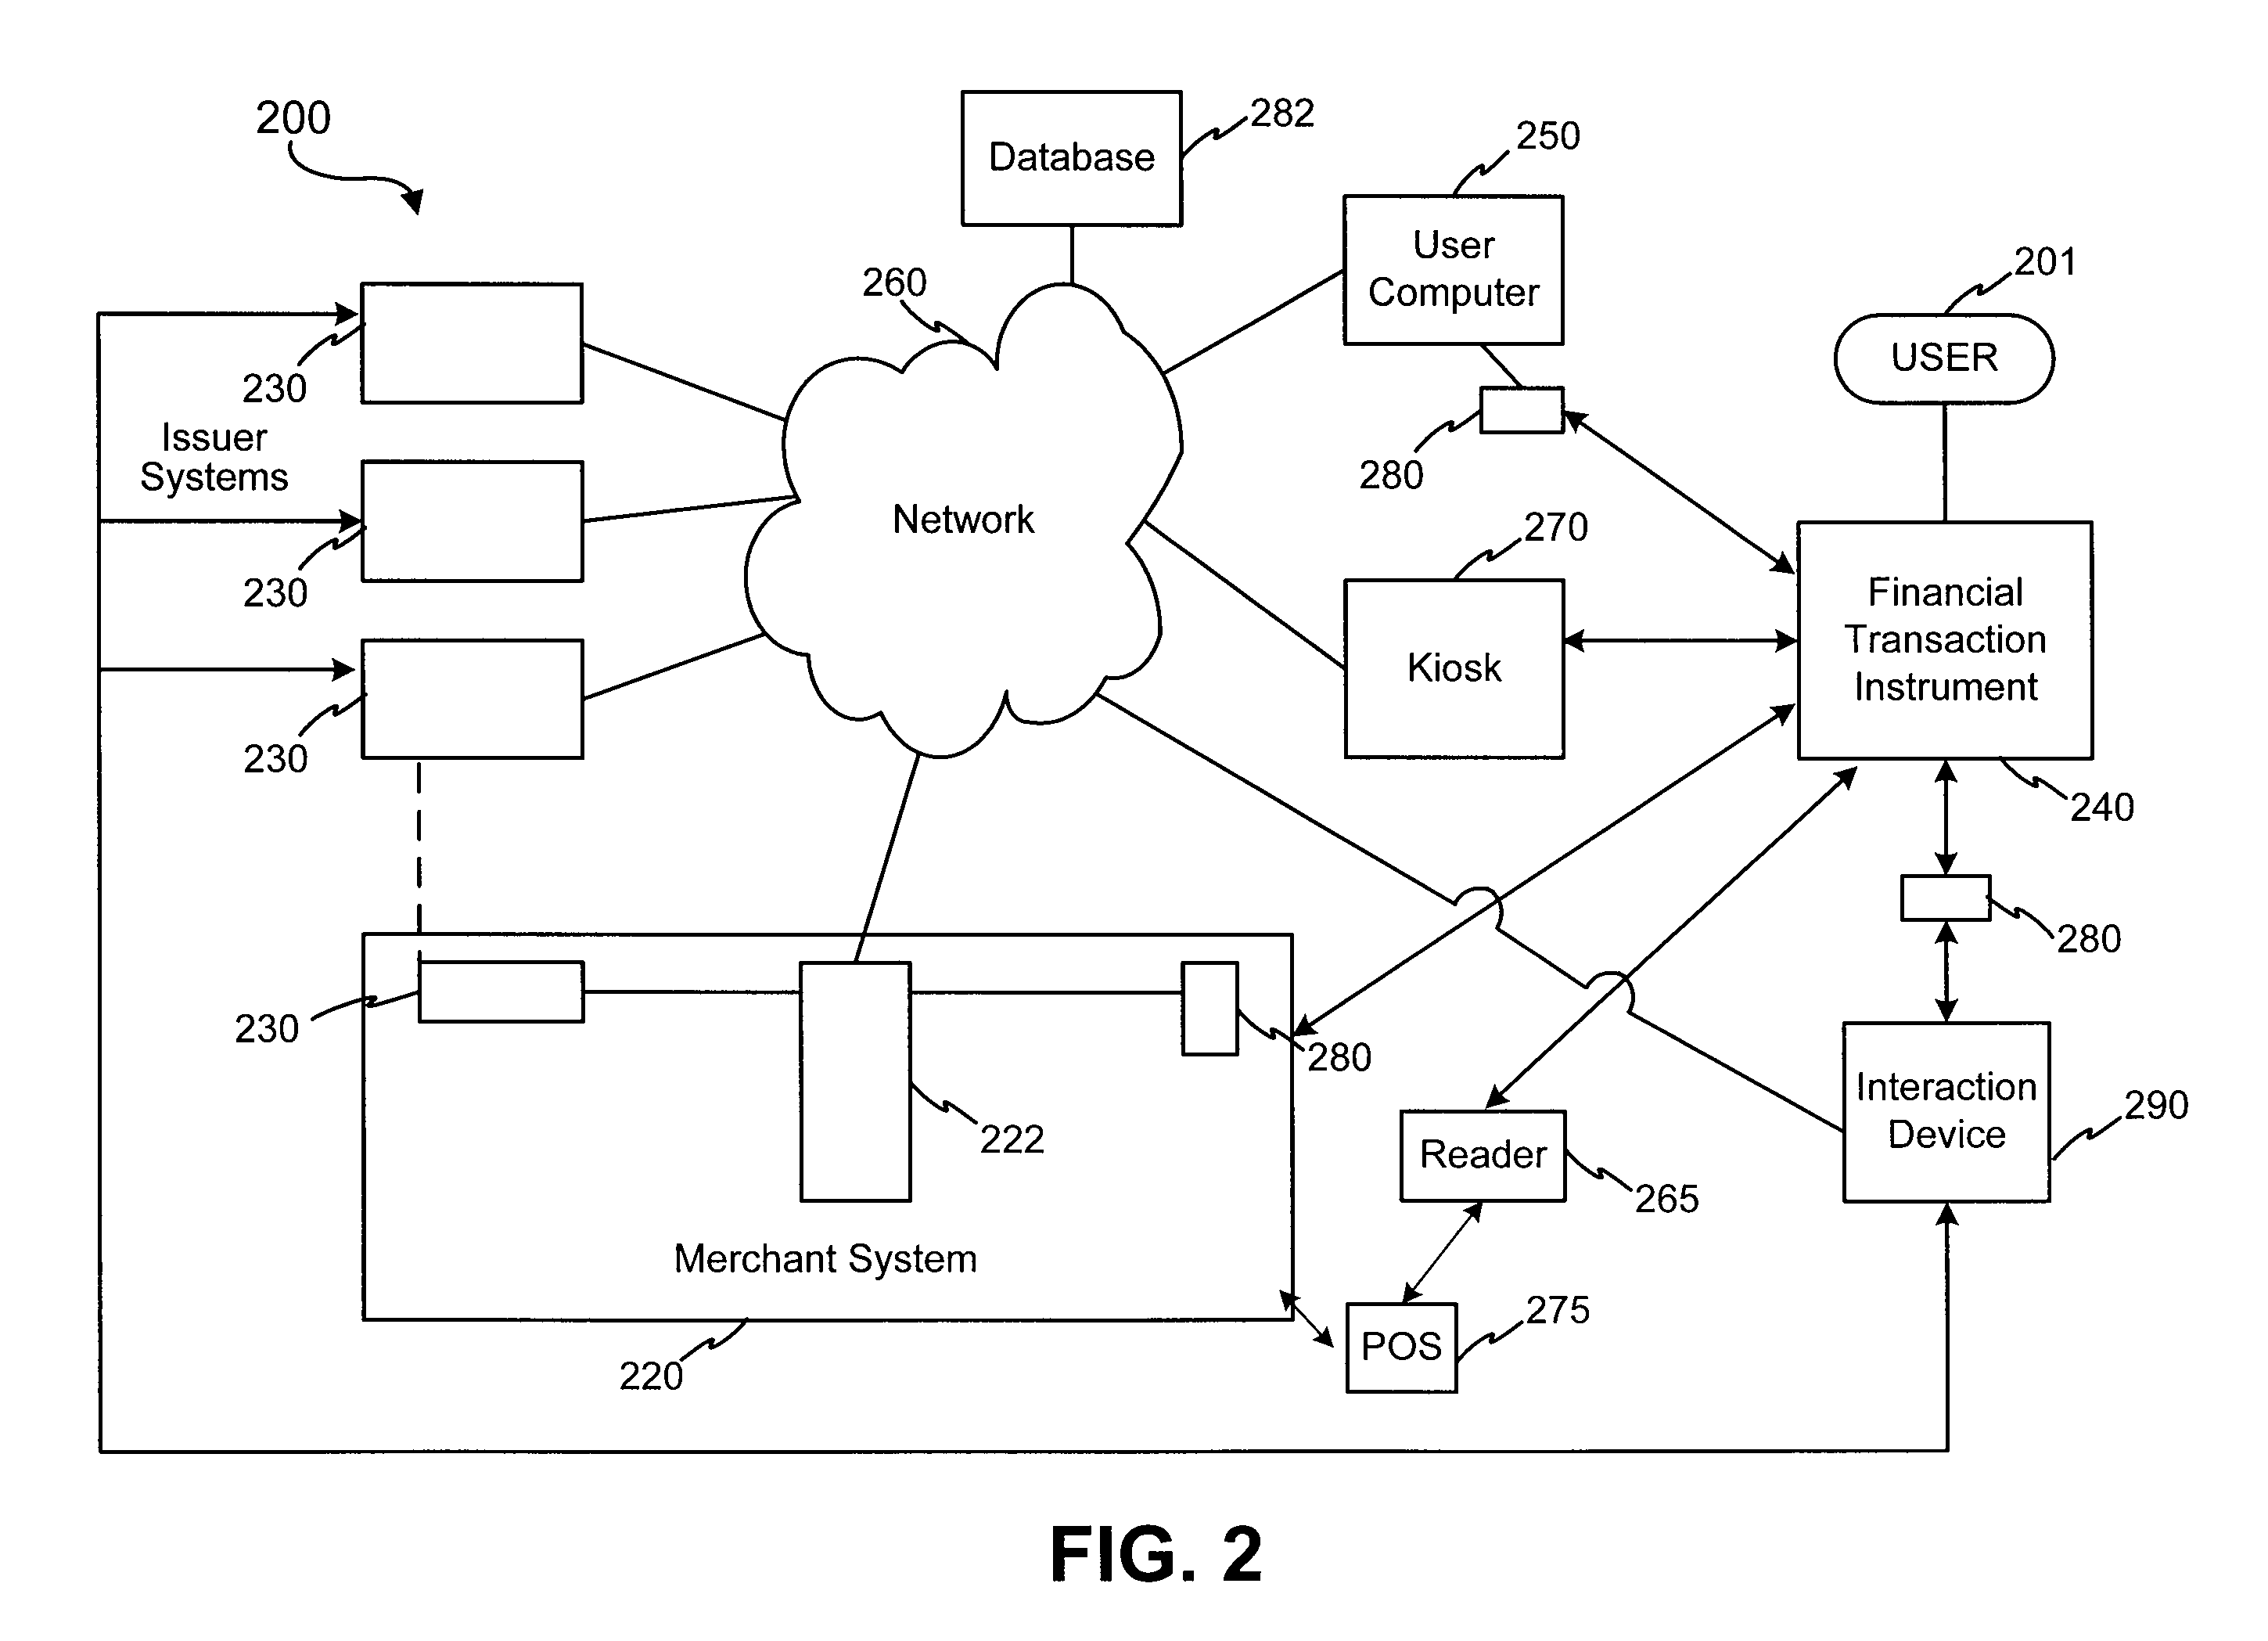 200
Database
282
250
User
Computer
260
201
USER
230
Issuer
Systems
280
Network
270
230
Financial
Transaction
Instrument
Kiosk
230
240
280
230
280
Interaction
Device
290
222
Reader
265
Merchant System
275
POS
220
FIG. 2